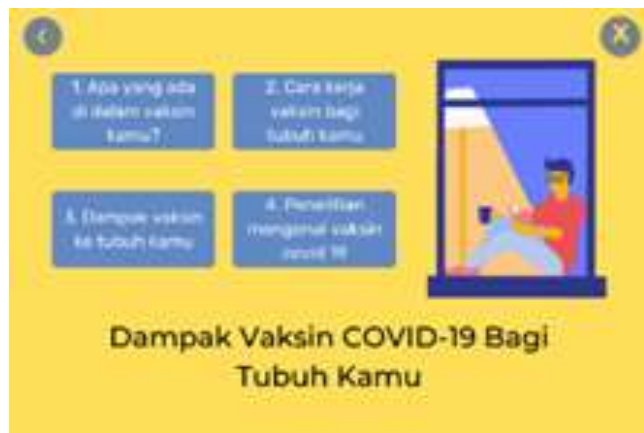 X
1. Apa yang ada
di dalam vaksin
kamu?
2. Cara kerja
vaksin bagi
tubuh kamu
3. Dampak vaksin
ke tubuh kamu
4. Penelitian
mengenai vaksin
covid 19
Dampak Vaksin COVID-19 Bagi
Tubuh Kamu